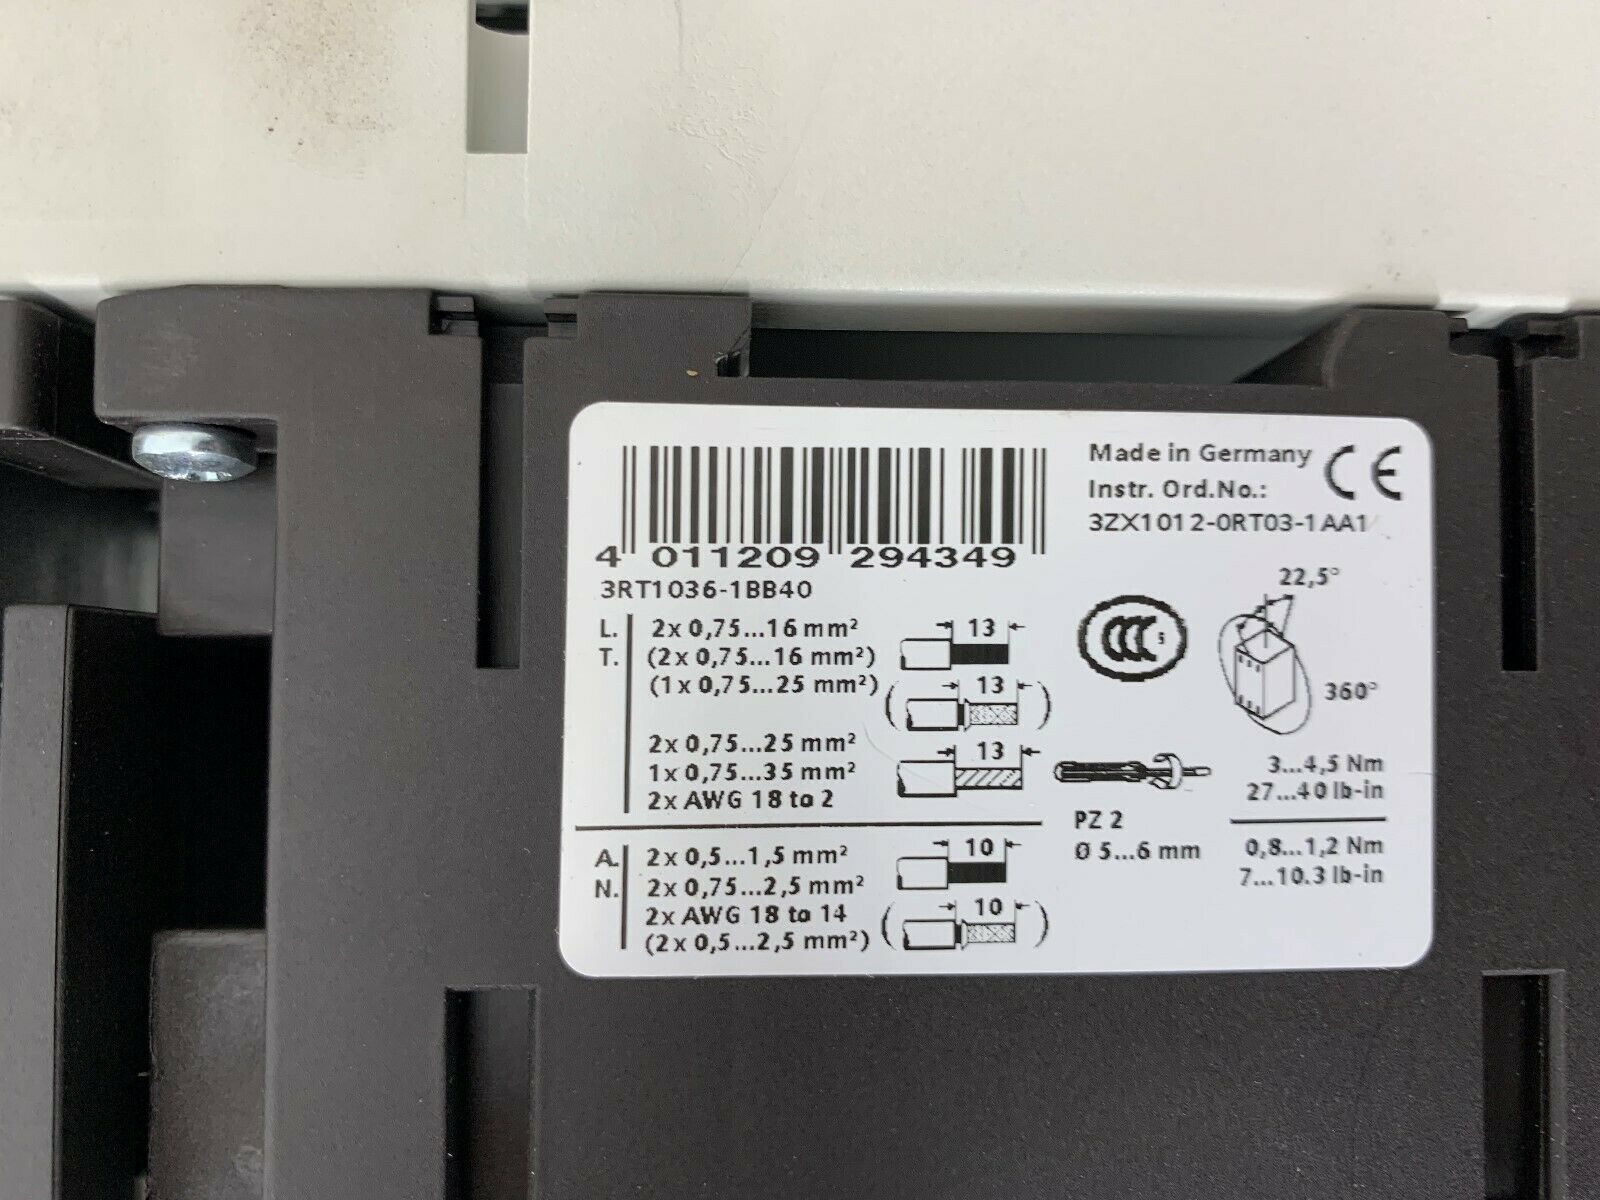 Made in Germany CE
Instr. Ord.No.:
3ZX1012-0RT03-1AA1
4 011209 294349
3RT1036-1BB40
L. 2x 0,75...16 mm² 13
T. (2x 0,75...16 mm²)
(1x 0,75...25 mm²) ( 13 )
2x 0,75...25 mm² 13
1x 0,75...35 mm²
2x AWG 18 to 2
CCC S
22,5°
360°
3...4,5 Nm
27...40 lb-in
PZ 2
Ø 5...6 mm
0,8...1,2 Nm
7...10.3 lb-in
A. 2x 0,5...1,5 mm² 10
N. 2x 0,75...2,5 mm²
2x AWG 18 to 14 ( 10 )
(2x 0,5...2,5 mm²)